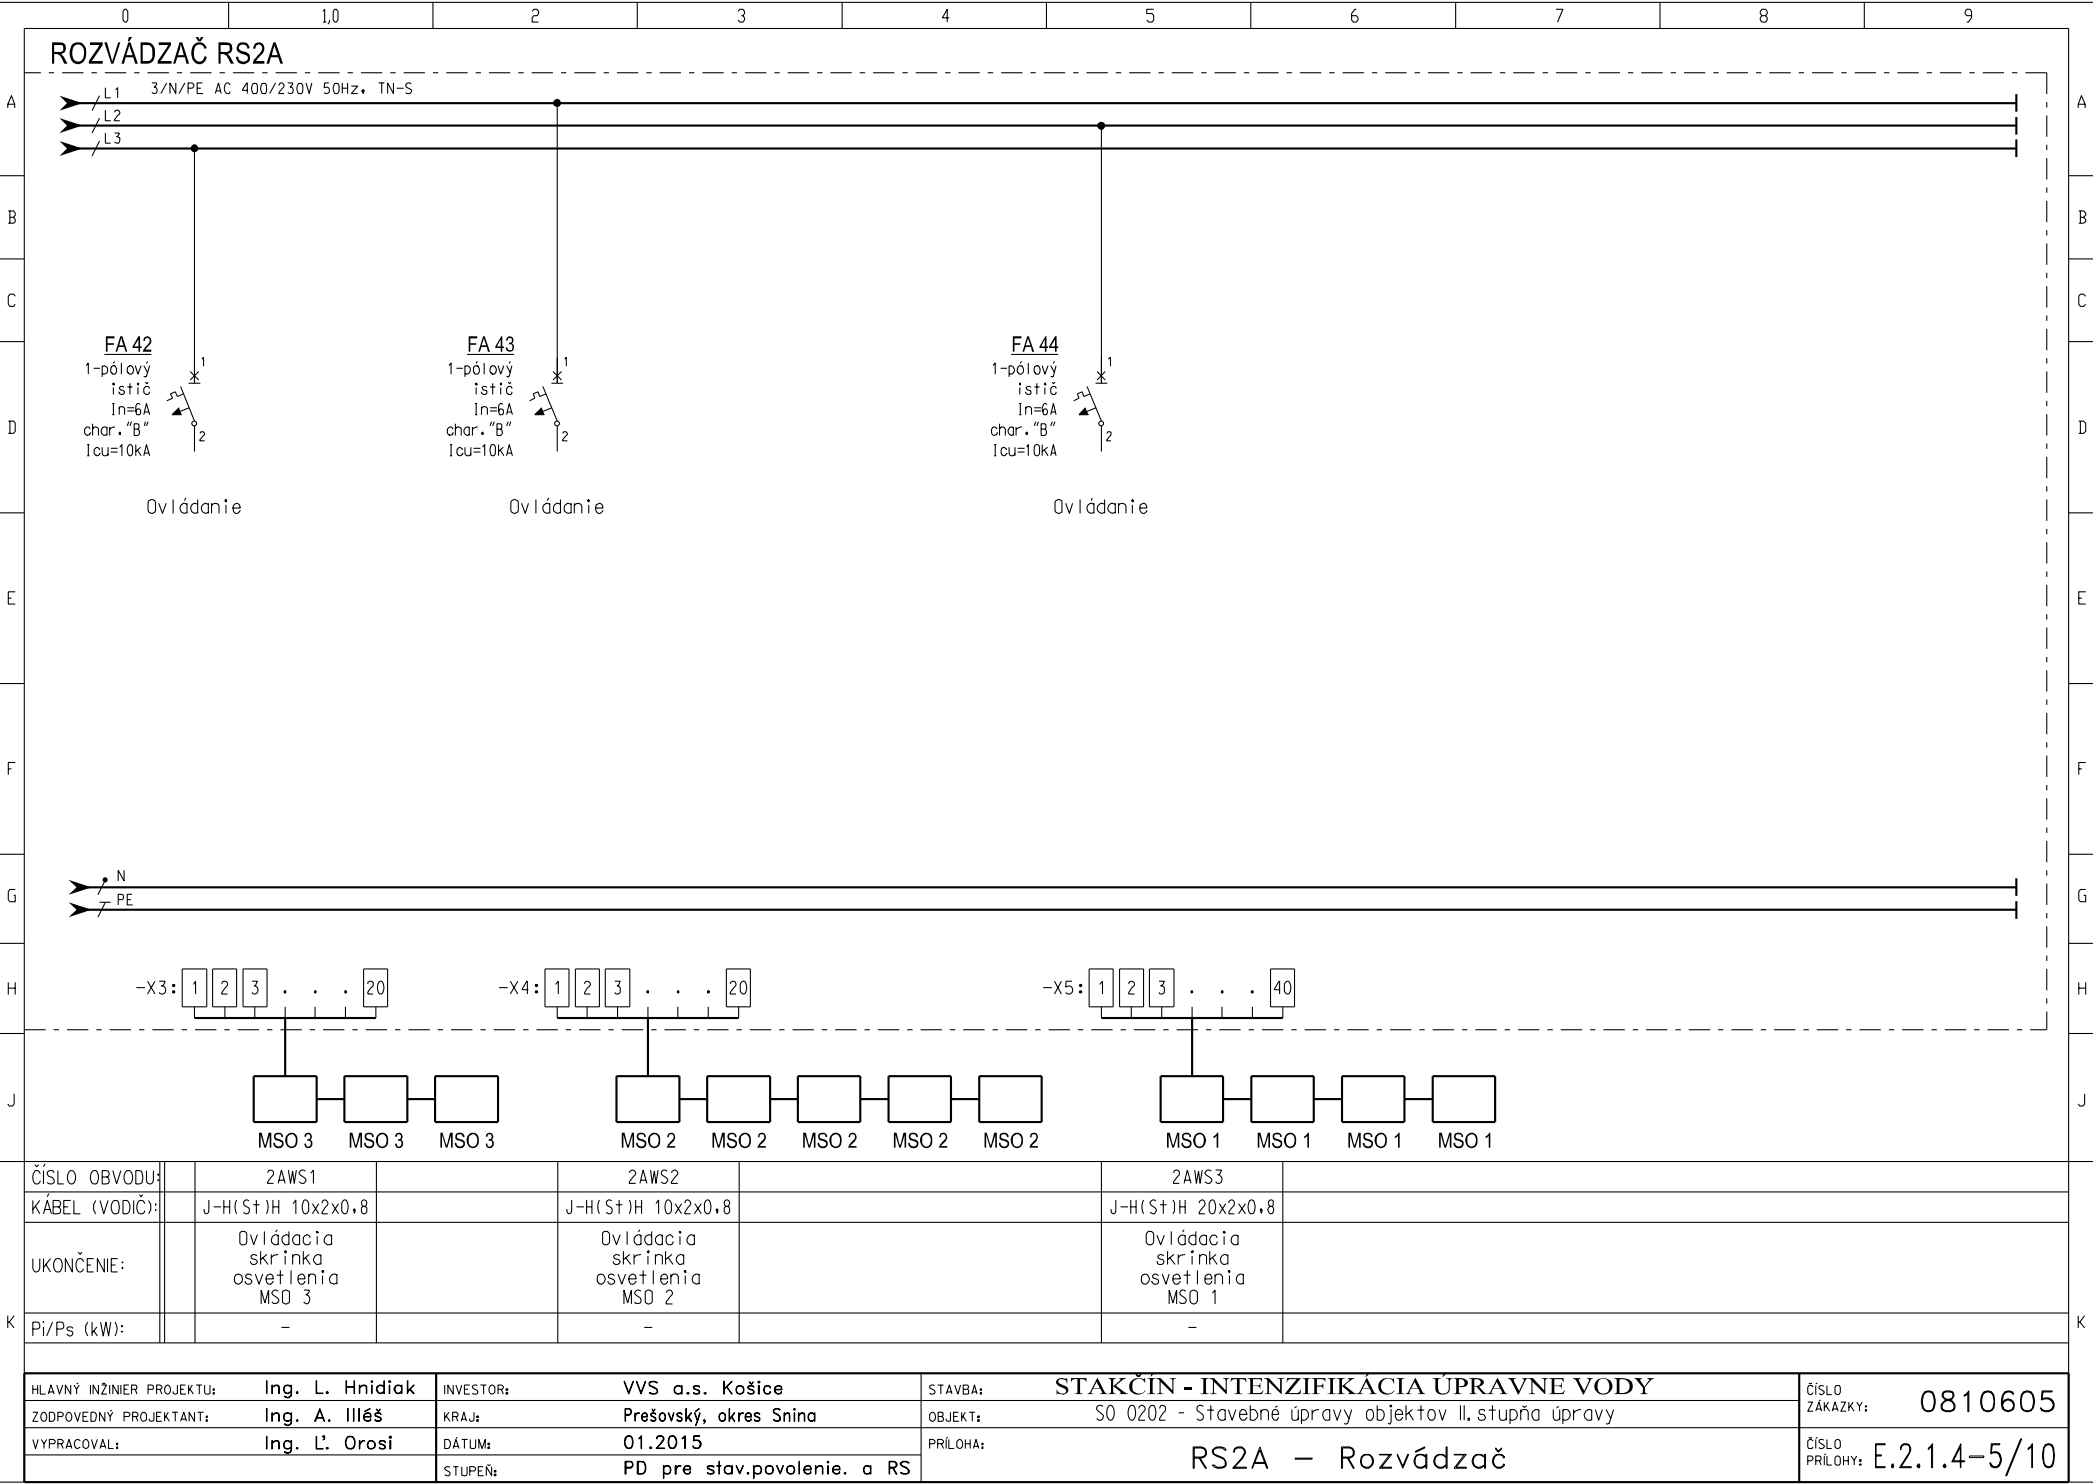 0 1,0 2 3 4 5 6 7 8 9
ROZVÁDZAČ RS2A
A L1 3/N/PE AC 400/230V 50Hz, TN-S A
L2
L3
B B
C C
FA 42 FA 43 FA 44
1-pólový 1 1-pólový 1 1-pólový 1
istič istič istič
In=6A In=6A In=6A
D char."B" 2 char."B" 2 char."B" 2 D
Icu=10kA Icu=10kA Icu=10kA
Ovládanie Ovládanie Ovládanie
E E
F F
N
G PE G
H -X3: 1 2 3 . . . 20 -X4: 1 2 3 . . . 20 -X5: 1 2 3 . . . 40 H
J J
MSO 3 MSO 3 MSO 3 MSO 2 MSO 2 MSO 2 MSO 2 MSO 2 MSO 1 MSO 1 MSO 1 MSO 1
ČÍSLO OBVODU: 2AWS1 2AWS2 2AWS3
KÁBEL (VODIČ): J-H(St)H 10x2x0,8 J-H(St)H 10x2x0,8 J-H(St)H 20x2x0,8
UKONČENIE:
Ovládacia
skrinka
osvetlenia
MSO 3
Ovládacia
skrinka
osvetlenia
MSO 2
Ovládacia
skrinka
osvetlenia
MSO 1
K K
Pi/Ps (kW): - - -
HLAVNÝ INŽINIER PROJEKTU: Ing. L. Hnidiak
ZODPOVEDNÝ PROJEKTANT: Ing. A. Illéš
VYPRACOVAL: Ing. Ľ. Orosi
INVESTOR: VVS a.s. Košice
KRAJ: Prešovský, okres Snina
DÁTUM: 01.2015
STUPEŇ: PD pre stav.povolenie. a RS
STAVBA: STAKČÍN - INTENZIFIKÁCIA ÚPRAVNE VODY
OBJEKT: SO 0202 - Stavebné úpravy objektov II.stupňa úpravy
PRÍLOHA: RS2A – Rozvádzač
ČÍSLO
ZÁKAZKY: 0810605
ČÍSLO
PRÍLOHY: E.2.1.4-5/10